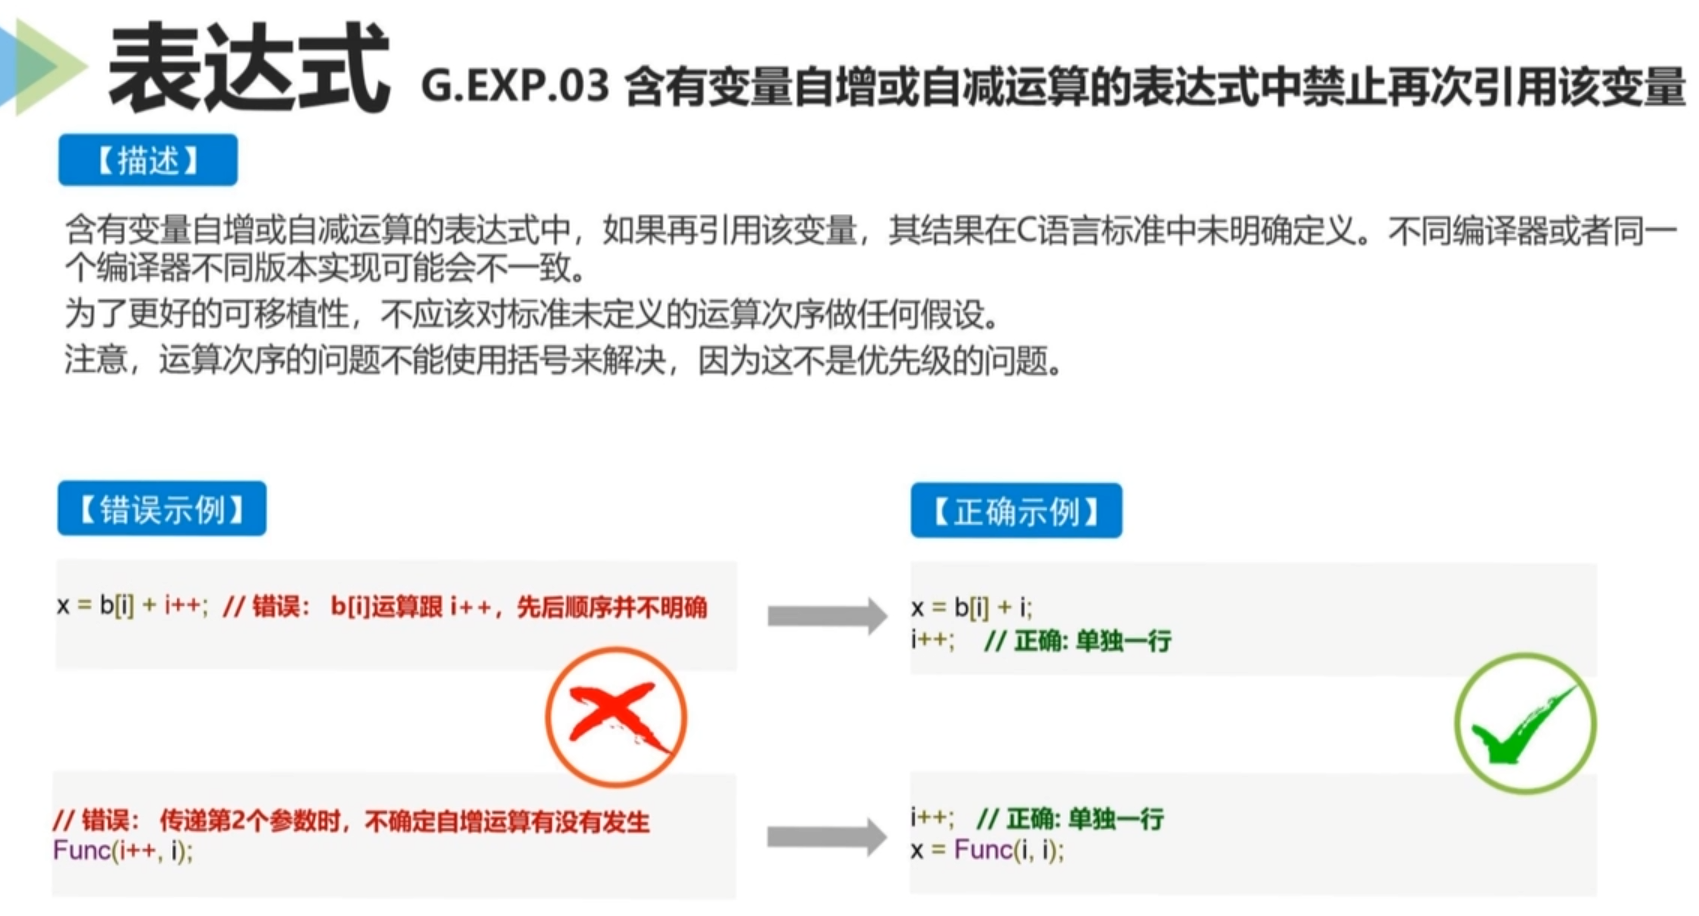 表达式 G.EXP.03 含有变量自增或自减运算的表达式中禁止再次引用该变量
【描述】
含有变量自增或自减运算的表达式中，如果再引用该变量，其结果在C语言标准中未明确定义。不同编译器或者同一
个编译器不同版本实现可能会不一致。
为了更好的可移植性，不应该对标准未定义的运算次序做任何假设。
注意，运算次序的问题不能使用括号来解决，因为这不是优先级的问题。
【错误示例】
x = b[i] + i++; // 错误： b[i]运算跟 i++，先后顺序并不明确
// 错误： 传递第2个参数时，不确定自增运算有没有发生
Func(i++, i);
【正确示例】
x = b[i] + i;
i++; // 正确: 单独一行
i++; // 正确: 单独一行
x = Func(i, i);